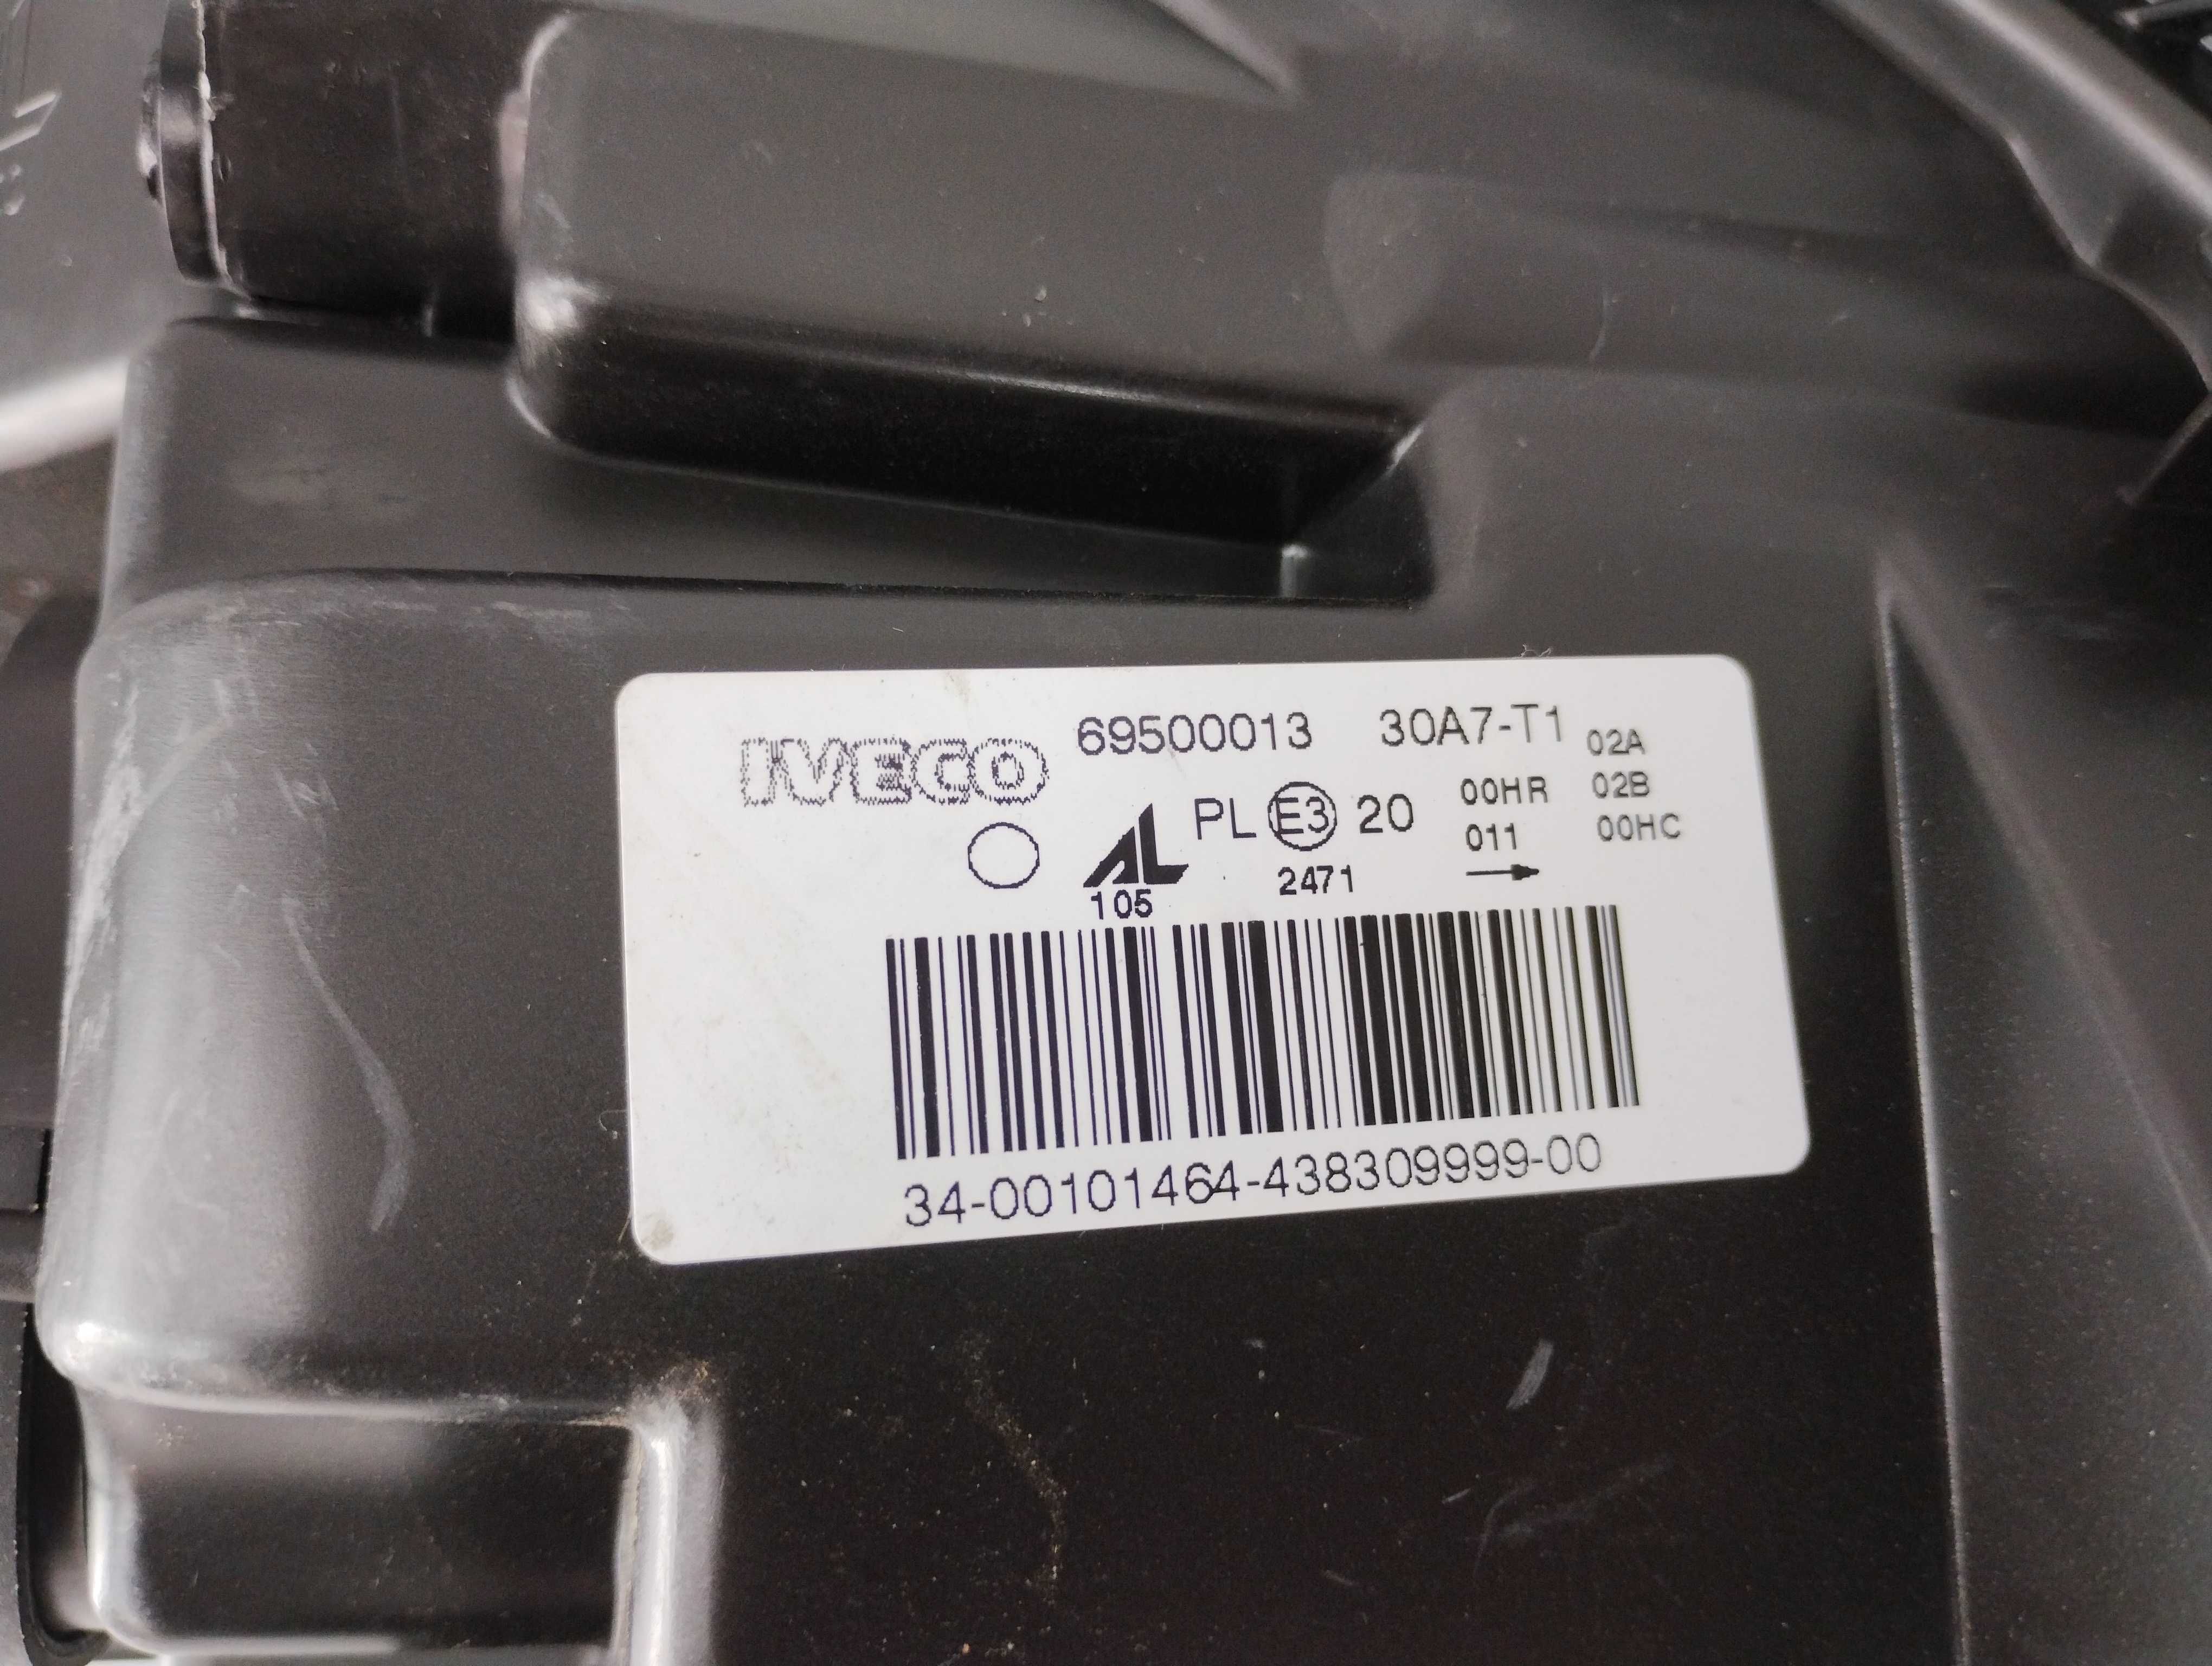 IVECO 69500013 30A7-T1 02A
PL E3 20 00HR 02B
011 00HC
AL 2471 →
105
34-00101464-438309999-00